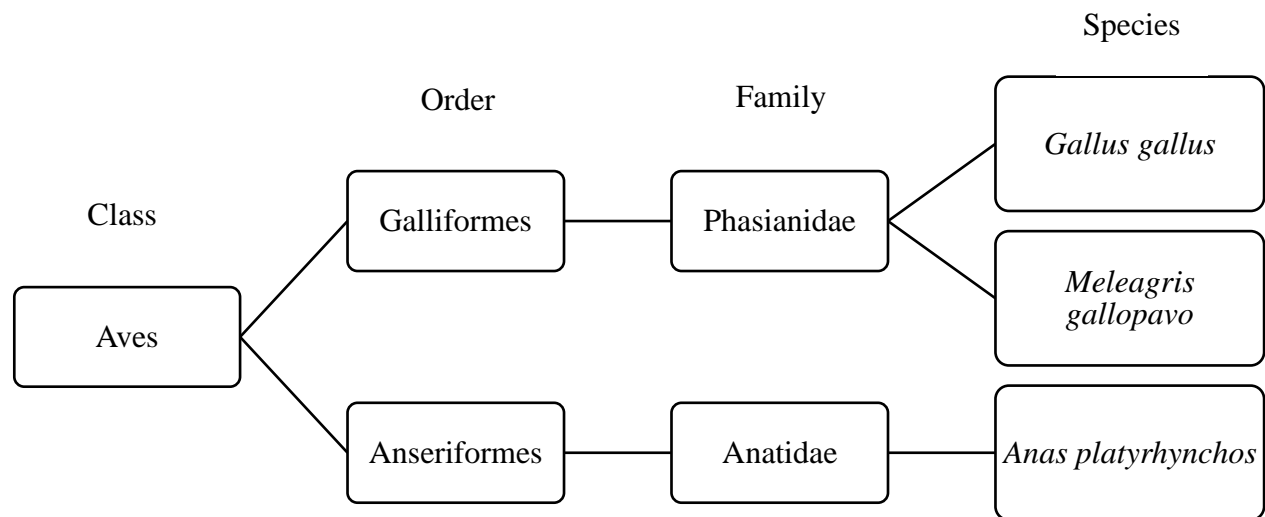 Species
Order
Family
Class
Gallus gallus
Galliformes
Phasianidae
Meleagris
gallopavo
Aves
Anseriformes
Anatidae
Anas platyrhynchos